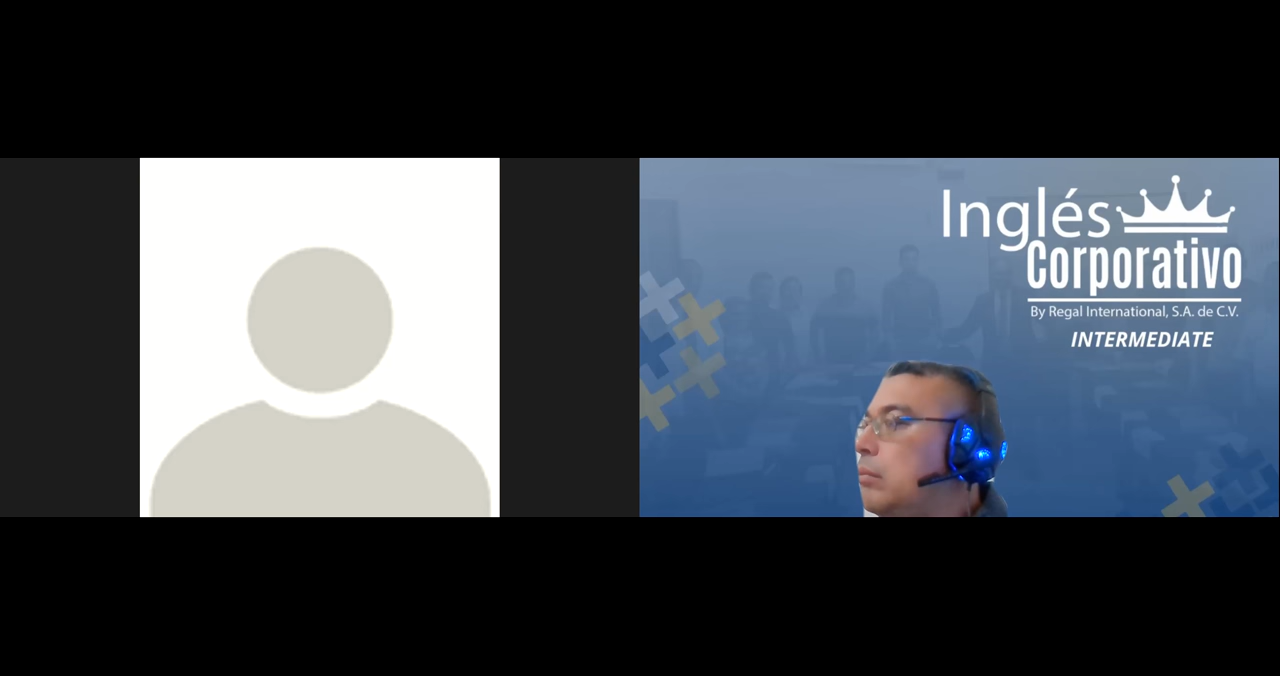 Inglés
Corporativo
By Regal International, S.A. de C.V.
INTERMEDIATE